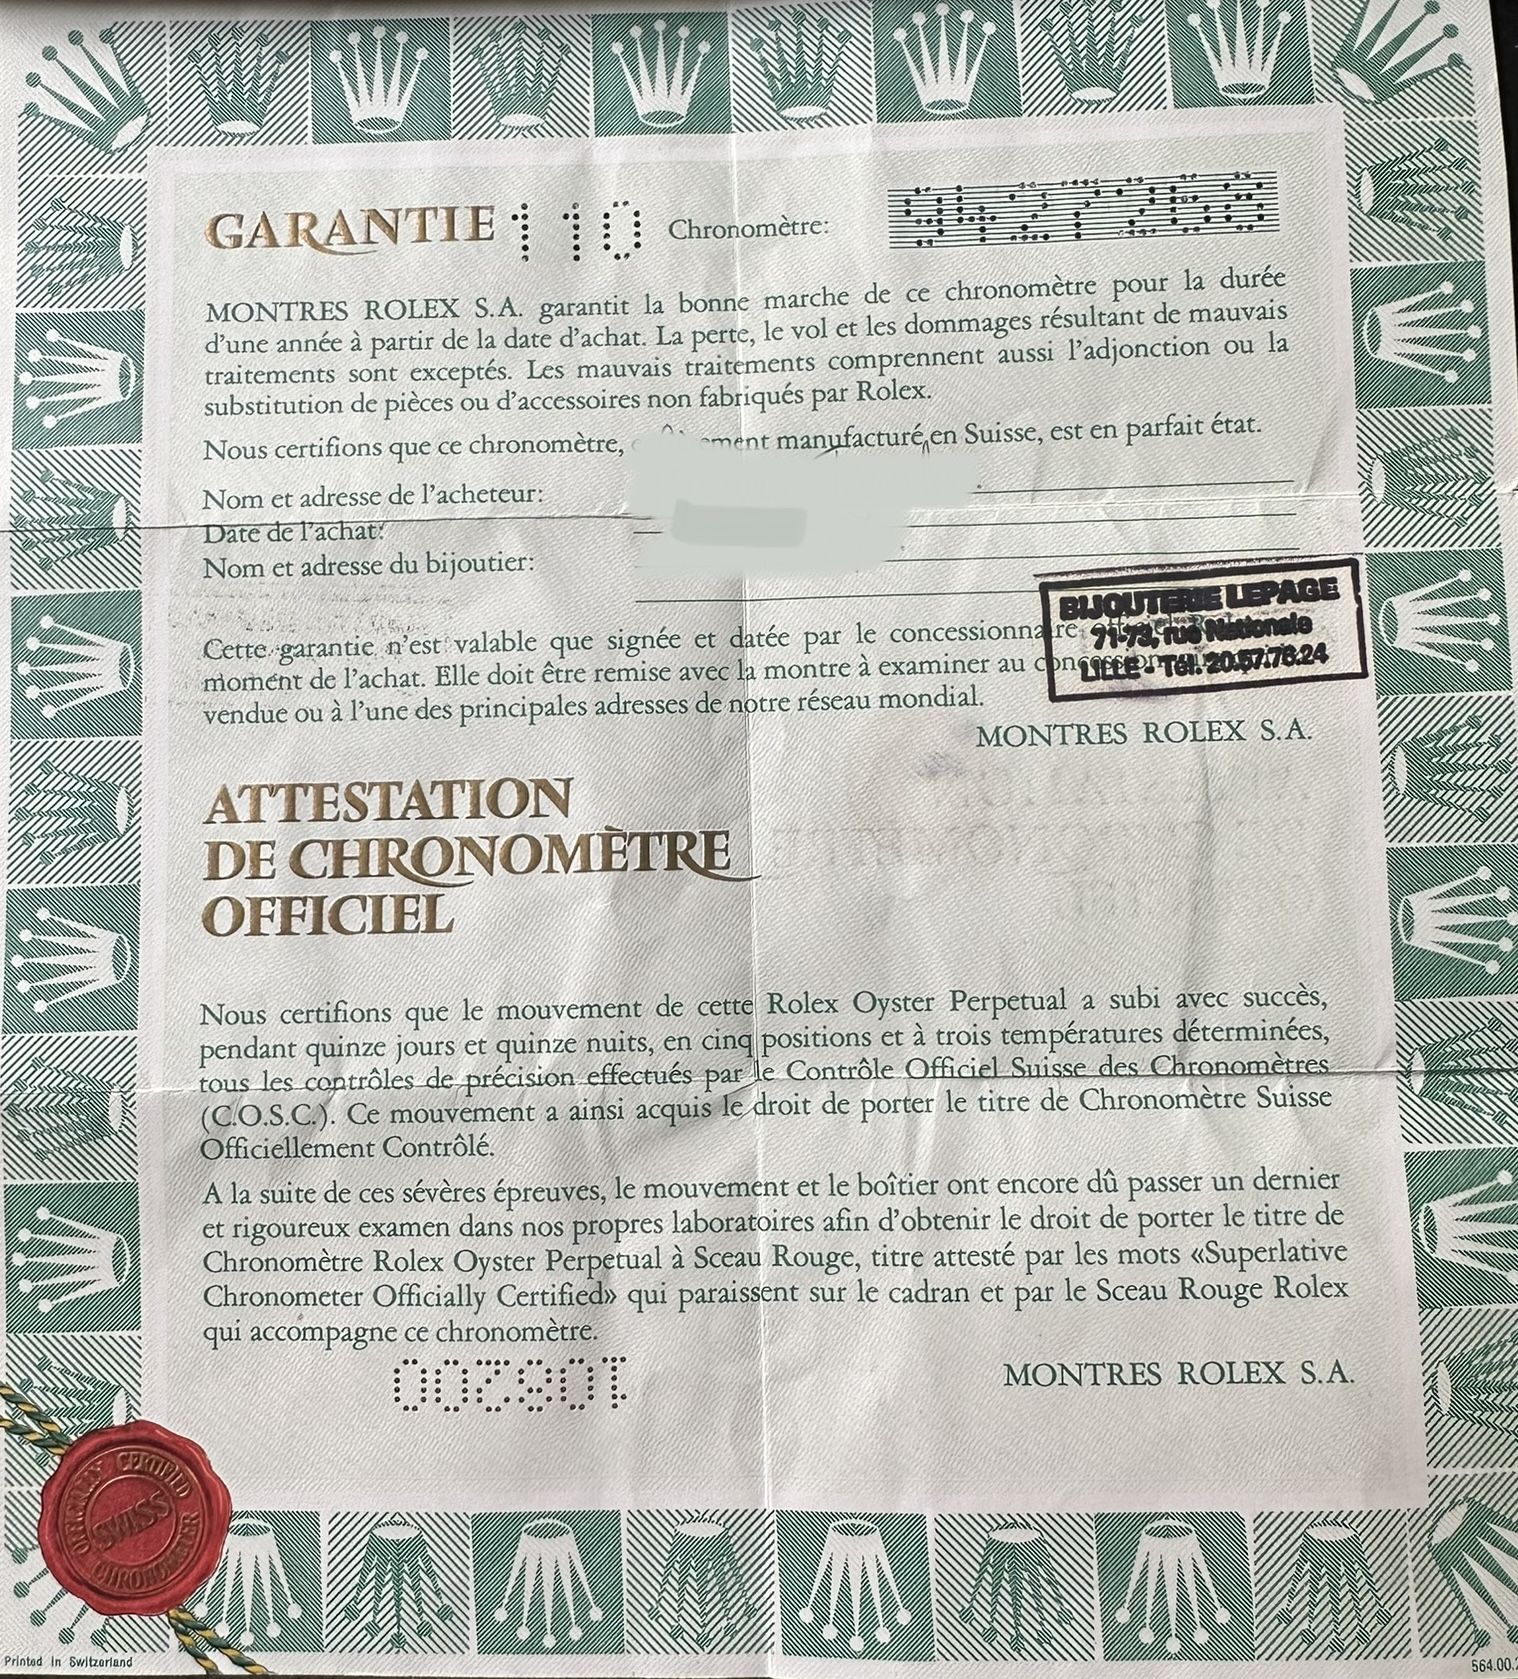 GARANTIE 110 Chronomètre:
MONTRES ROLEX S.A. garantit la bonne marche de ce chronomètre pour la durée
d'une année à partir de la date d'achat. La perte, le vol et les dommages résultant de mauvais
traitements sont exceptés. Les mauvais traitements comprennent aussi l'adjonction ou la
substitution de pièces ou d'accessoires non fabriqués par Rolex.
Nous certifions que ce chronomètre, manufacturé en Suisse, est en parfait état.
Nom et adresse de l'acheteur:
Date de l'achat:
Nom et adresse du bijoutier:
BIJOUTERIE LEPAGE
71-73, rue Nationale
LILLE - Tél. 20.57.76.24
Cette garantie n'est valable que signée et datée par le concessionnaire
moment de l'achat. Elle doit être remise avec la montre à examiner au
vendue ou à l'une des principales adresses de notre réseau mondial.
MONTRES ROLEX S.A.
ATTESTATION
DE CHRONOMÈTRE
OFFICIEL
Nous certifions que le mouvement de cette Rolex Oyster Perpetual a subi avec succès,
pendant quinze jours et quinze nuits, en cinq positions et à trois températures déterminées,
tous les contrôles de précision effectués par le Contrôle Officiel Suisse des Chronomètres
(C.O.S.C.). Ce mouvement a ainsi acquis le droit de porter le titre de Chronomètre Suisse
Officiellement Contrôlé.
A la suite de ces sévères épreuves, le mouvement et le boîtier ont encore dû passer un dernier
et rigoureux examen dans nos propres laboratoires afin d'obtenir le droit de porter le titre de
Chronomètre Rolex Oyster Perpetual à Sceau Rouge, titre attesté par les mots «Superlative
Chronometer Officially Certified» qui paraissent sur le cadran et par le Sceau Rouge Rolex
qui accompagne ce chronomètre.
MONTRES ROLEX S.A.
OFFICIALLY CERTIFIED
SWISS
CHRONOMETER
Printed in Switzerland
564.00.